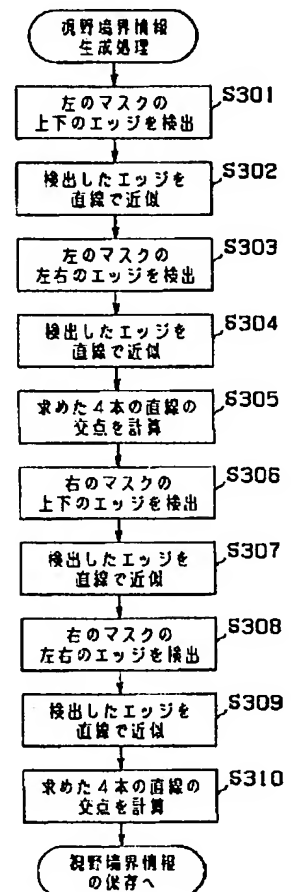 視野境界情報
生成処理
左のマスクの
上下のエッジを検出
S301
検出したエッジを
直線で近似
S302
左のマスクの
左右のエッジを検出
S303
検出したエッジを
直線で近似
S304
求めた4本の直線の
交点を計算
S305
右のマスクの
上下のエッジを検出
S306
検出したエッジを
直線で近似
S307
右のマスクの
左右のエッジを検出
S308
検出したエッジを
直線で近似
S309
求めた4本の直線の
交点を計算
S310
視野境界情報
の保存へ